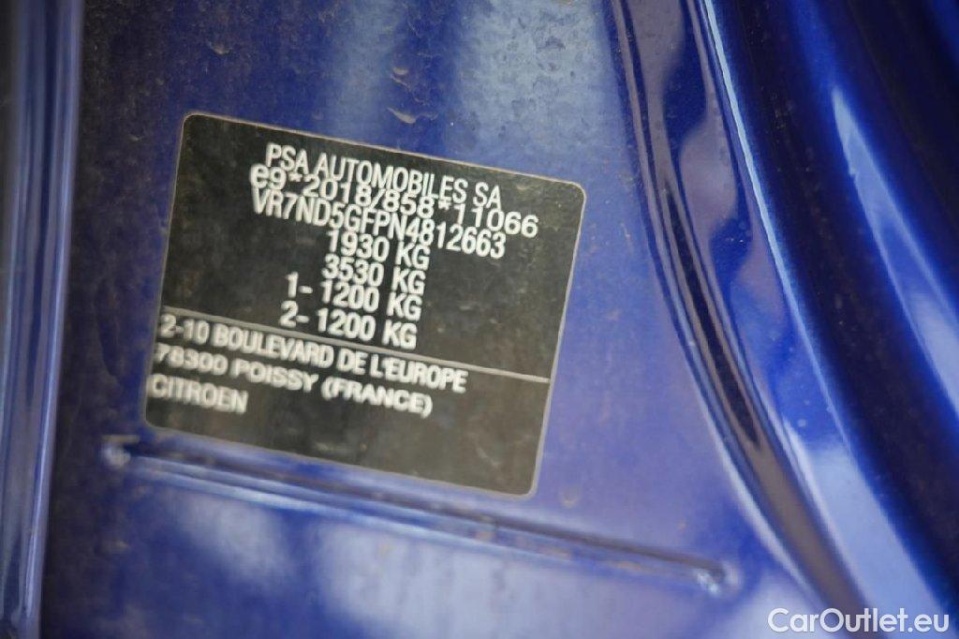 PSA AUTOMOBILES SA
e9*2018/858*11066
VR7ND5GFPN4812663
1930 KG
3530 KG
1- 1200 KG
2- 1200 KG
2-10 BOULEVARD DE L'EUROPE
78300 POISSY (FRANCE)
CITROEN
CarOutlet.eu